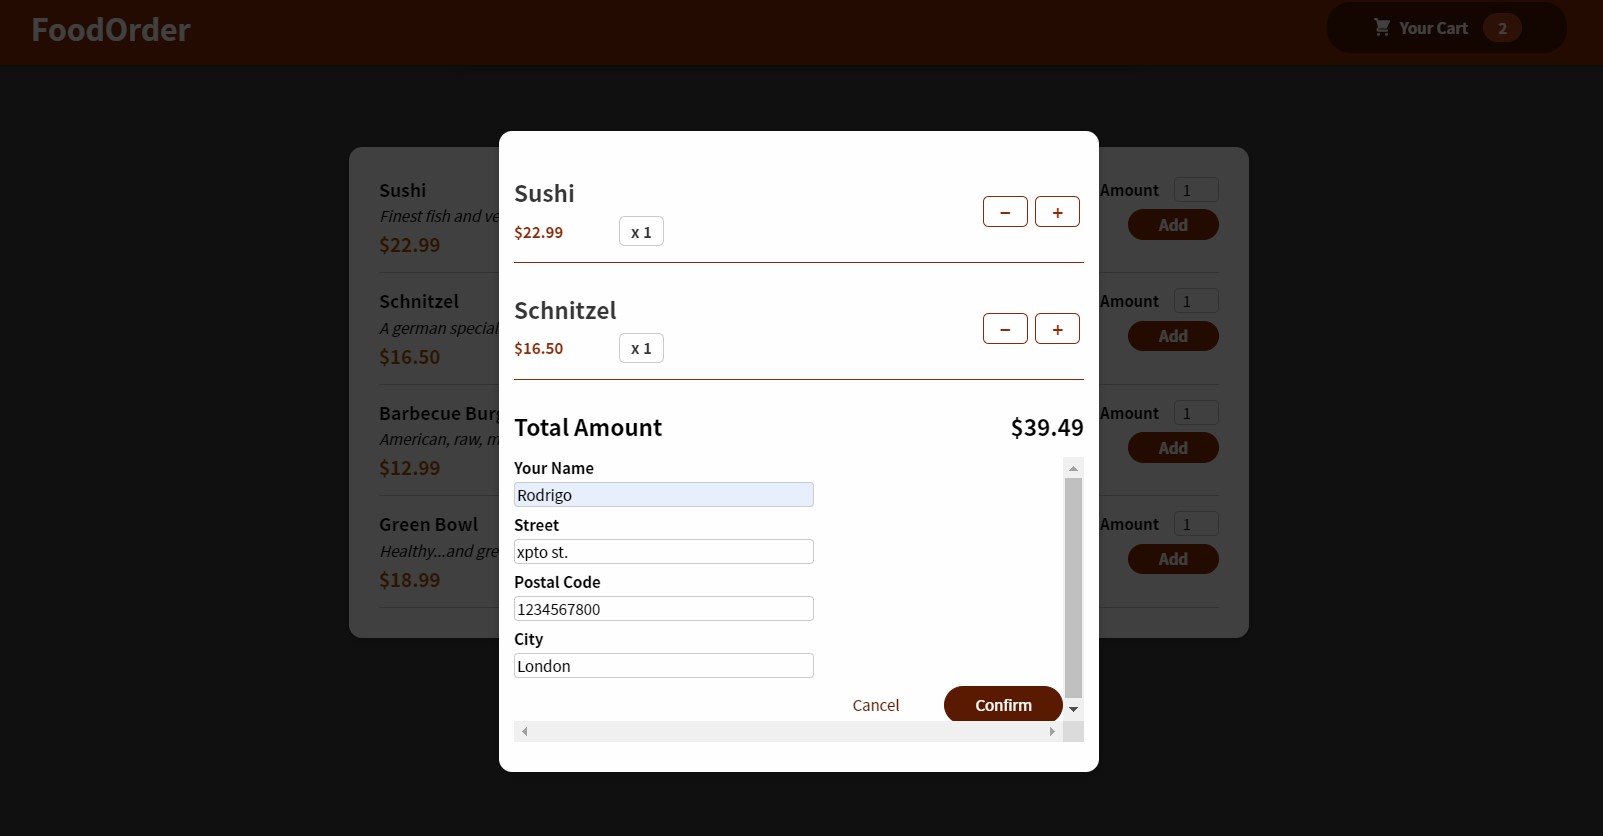 FoodOrder
Your Cart 2
Sushi
Finest fish and ve
$22.99
Amount 1
Add
Schnitzel
A german special
$16.50
Amount 1
Add
Barbecue Burg
American, raw, m
$12.99
Amount 1
Add
Green Bowl
Healthy...and gre
$18.99
Amount 1
Add
Sushi
$22.99 x 1
− +
Schnitzel
$16.50 x 1
− +
Total Amount $39.49
Your Name
Rodrigo
Street
xpto st.
Postal Code
1234567800
City
London
Cancel Confirm